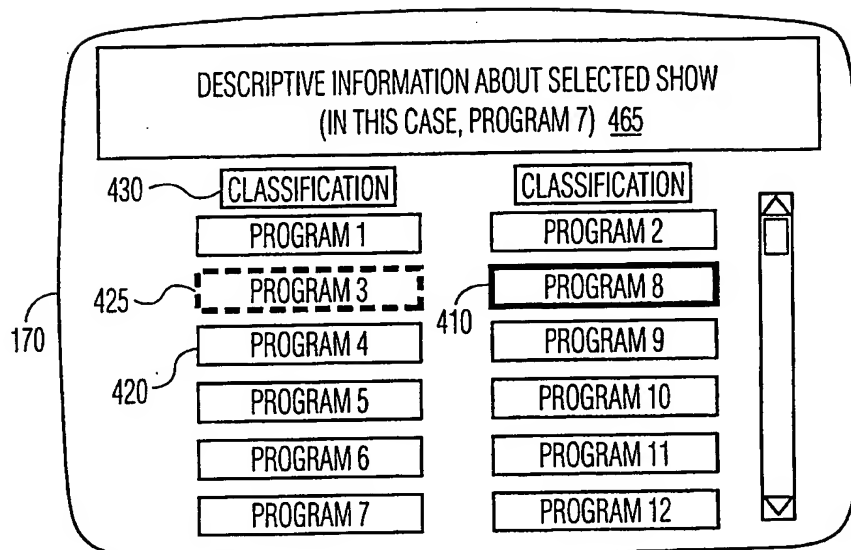 DESCRIPTIVE INFORMATION ABOUT SELECTED SHOW
(IN THIS CASE, PROGRAM 7) 465
430 CLASSIFICATION CLASSIFICATION
PROGRAM 1 PROGRAM 2
425 PROGRAM 3 410 PROGRAM 8
170 420 PROGRAM 4 PROGRAM 9
PROGRAM 5 PROGRAM 10
PROGRAM 6 PROGRAM 11
PROGRAM 7 PROGRAM 12